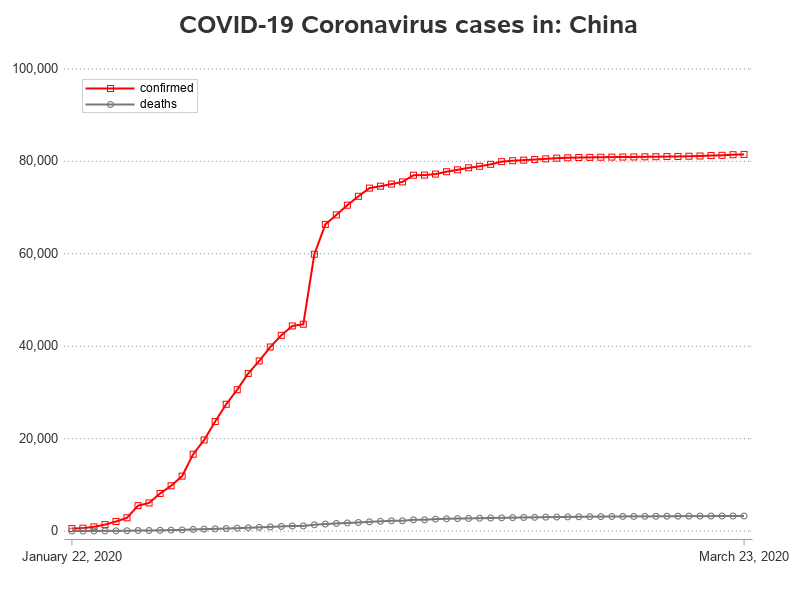 COVID-19 Coronavirus cases in: China
100,000
confirmed
deaths
80,000
60,000
40,000
20,000
0
January 22, 2020
March 23, 2020